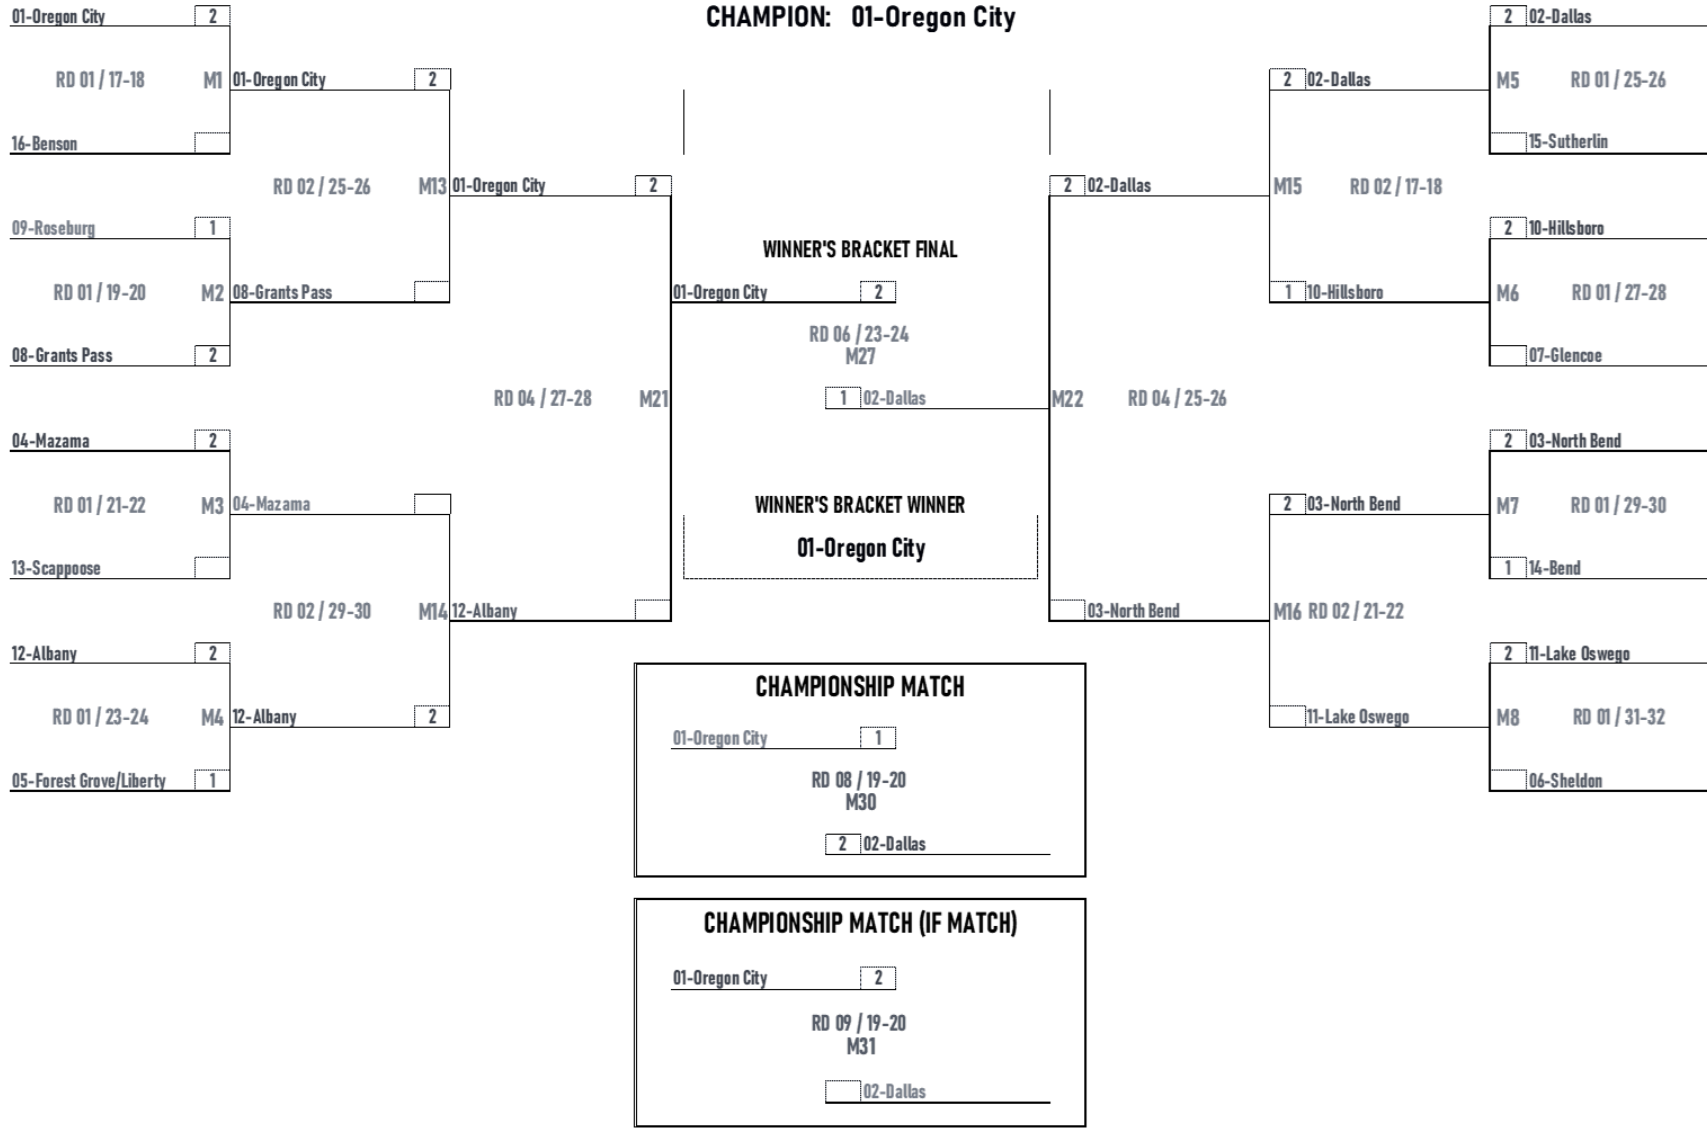 CHAMPION: 01-Oregon City
01-Oregon City 2
RD 01 / 17-18 M1
16-Benson
01-Oregon City 2
RD 02 / 25-26 M13
09-Roseburg 1
RD 01 / 19-20 M2
08-Grants Pass 2
08-Grants Pass
01-Oregon City 2
RD 04 / 27-28 M21
04-Mazama 2
RD 01 / 21-22 M3
13-Scappoose
04-Mazama
RD 02 / 29-30 M14
12-Albany 2
RD 01 / 23-24 M4
05-Forest Grove/Liberty 1
12-Albany 2
12-Albany
WINNER'S BRACKET FINAL
01-Oregon City 2
RD 06 / 23-24
M27
1 02-Dallas
WINNER'S BRACKET WINNER
01-Oregon City
2 02-Dallas
M5 RD 01 / 25-26
15-Sutherlin
2 02-Dallas
M15 RD 02 / 17-18
2 10-Hillsboro
M6 RD 01 / 27-28
07-Glencoe
1 10-Hillsboro
2 02-Dallas
M22 RD 04 / 25-26
2 03-North Bend
M7 RD 01 / 29-30
1 14-Bend
2 03-North Bend
M16 RD 02 / 21-22
2 11-Lake Oswego
M8 RD 01 / 31-32
06-Sheldon
11-Lake Oswego
03-North Bend
CHAMPIONSHIP MATCH
01-Oregon City 1
RD 08 / 19-20
M30
2 02-Dallas
CHAMPIONSHIP MATCH (IF MATCH)
01-Oregon City 2
RD 09 / 19-20
M31
02-Dallas